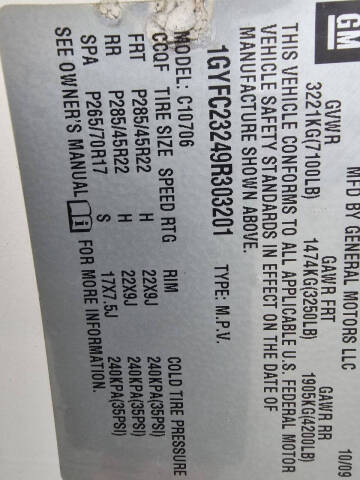 GM
MFD BY GENERAL MOTORS LLC
10/09
GVWR GAWR FRT GAWR RR
3221KG(7100LB) 1474KG(3250LB) 1905KG(4200LB)
THIS VEHICLE CONFORMS TO ALL APPLICABLE U.S. FEDERAL MOTOR
VEHICLE SAFETY STANDARDS IN EFFECT ON THE DATE OF
MANUFACTURE SHOWN ABOVE.
1GYFC23249R303201 TYPE: M.P.V.
MODEL: C10706
CCQF TIRE SIZE SPEED RTG RIM COLD TIRE PRESSURE
FRT P285/45R22 H 22X9J 240KPA(35PSI)
RR P285/45R22 H 22X9J 240KPA(35PSI)
SPA P265/70R17 S 17X7.5J 240KPA(35PSI)
SEE OWNER'S MANUAL FOR MORE INFORMATION.